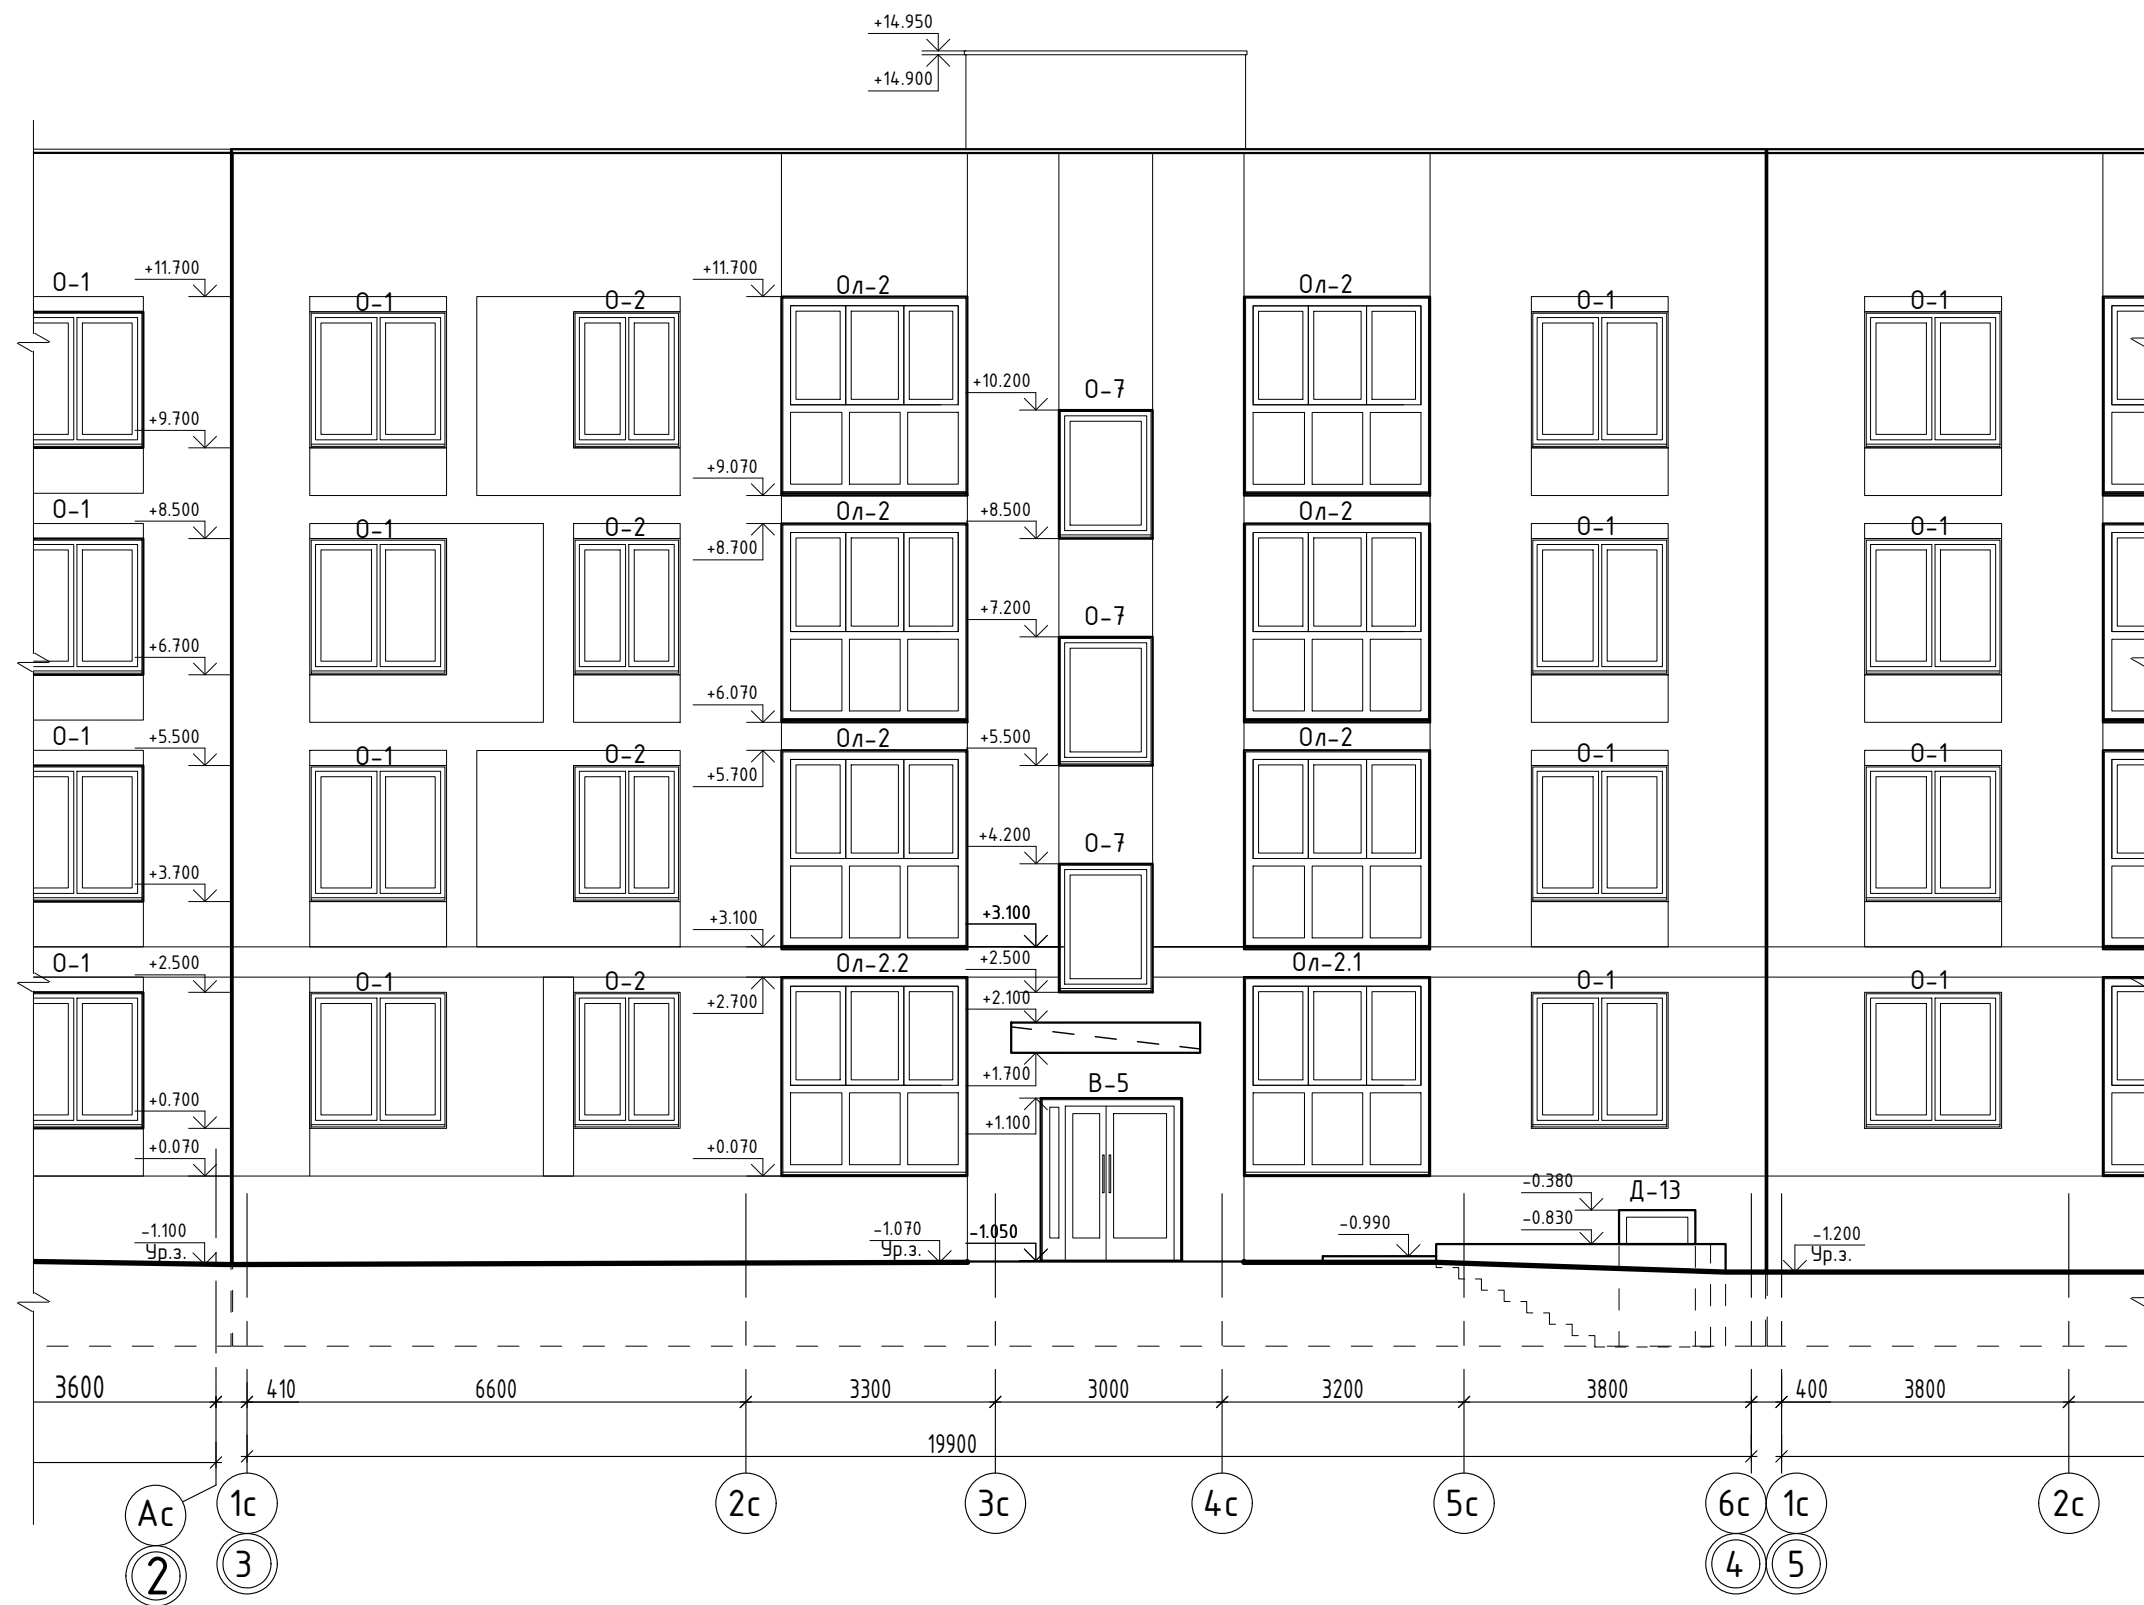 +14.950
+14.900
О-1
+11.700
О-1
О-2
+11.700
Ол-2
Ол-2
О-1
О-1
+10.200
О-7
+9.700
+9.070
О-1
+8.500
О-1
О-2
+8.700
Ол-2
+8.500
Ол-2
О-1
О-1
+7.200
О-7
+6.700
+6.070
О-1
+5.500
О-1
О-2
+5.700
Ол-2
+5.500
Ол-2
О-1
О-1
+4.200
О-7
+3.700
+3.100
+3.100
О-1
+2.500
О-1
О-2
+2.700
Ол-2.2
+2.500
Ол-2.1
О-1
О-1
+2.100
+1.700
В-5
+0.700
+1.100
+0.070
+0.070
-0.380
Д-13
-0.830
-0.990
-1.100
Ур.з.
-1.070
Ур.з.
-1.050
-1.200
Ур.з.
3600
410
6600
3300
3000
3200
3800
400
3800
19900
Ас
1с
2с
3с
4с
5с
6с
1с
2с
2
3
4
5